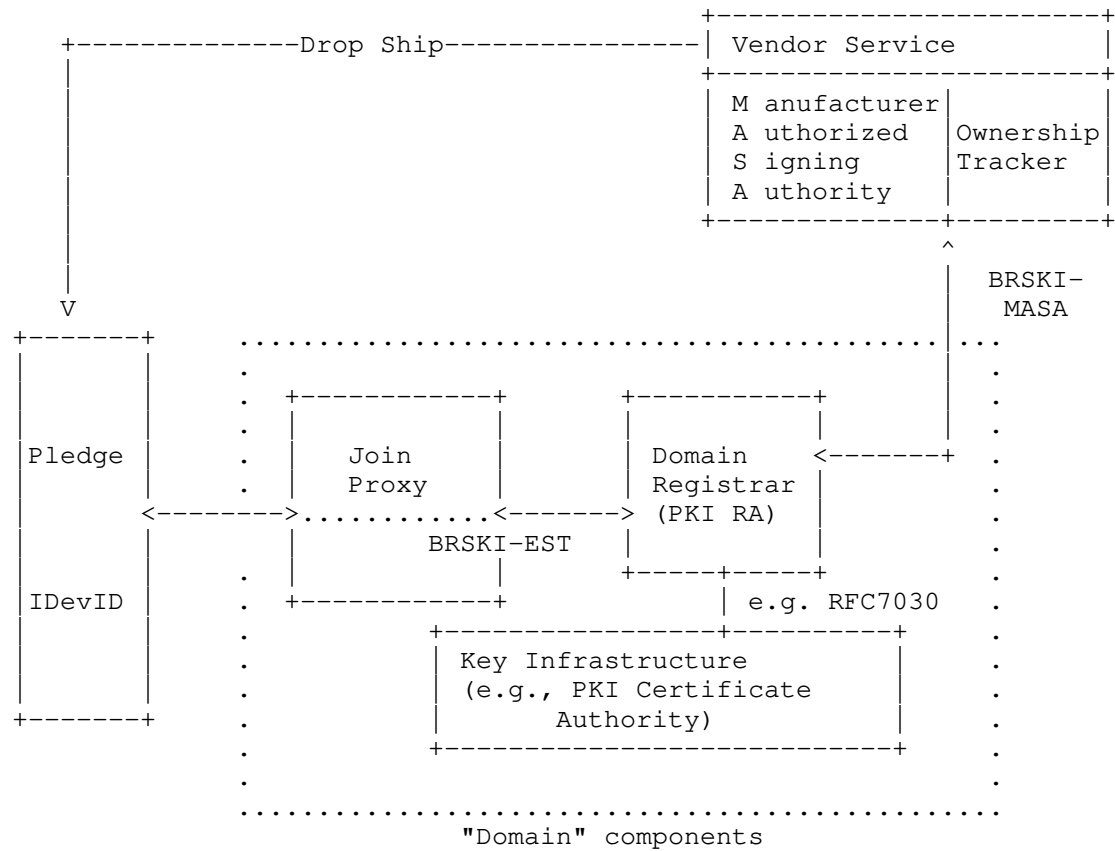 Drop Ship
Vendor Service
M anufacturer
A uthorized
Ownership
S igning
Tracker
A uthority
BRSKI-
V
MASA
Pledge
Join
Domain
Proxy
Registrar
(PKI RA)
BRSKI-EST
IDevID
e.g. RFC7030
Key Infrastructure
(e.g., PKI Certificate
Authority)
"Domain" components